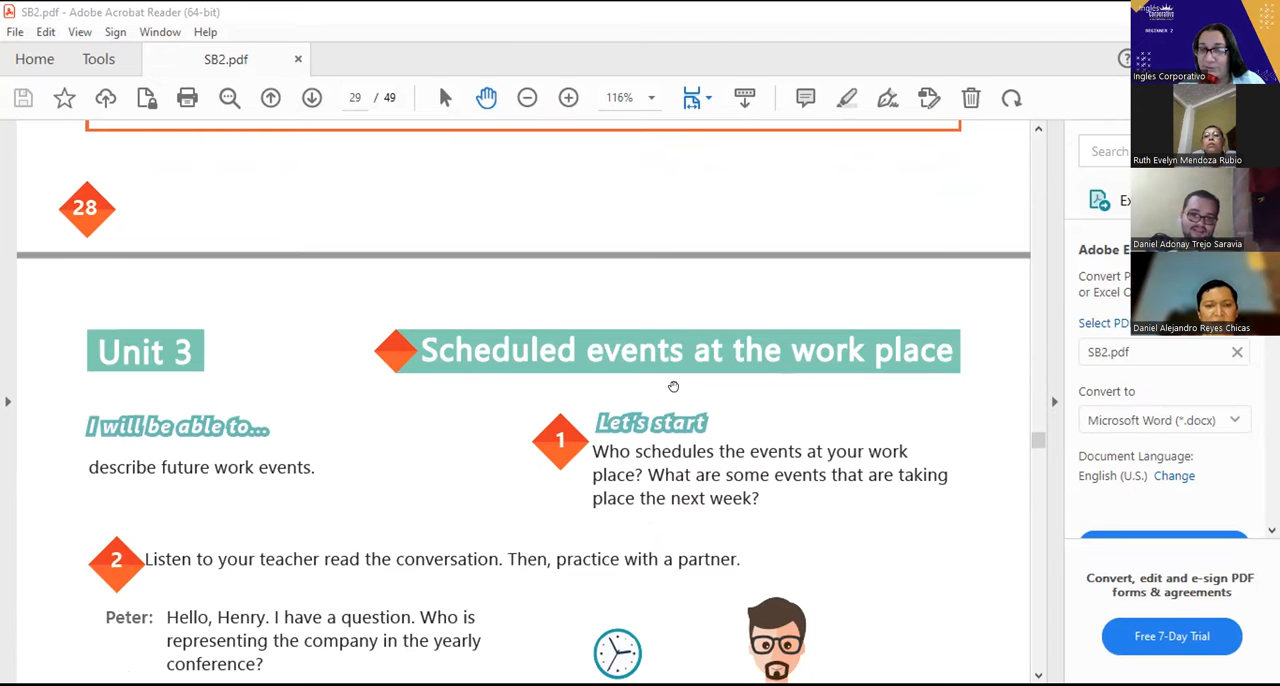 SB2.pdf - Adobe Acrobat Reader (64-bit)
File Edit View Sign Window Help
Home Tools SB2.pdf ×
29 / 49 116%
28
Unit 3
Scheduled events at the work place
I will be able to...
describe future work events.
1
Let's start
Who schedules the events at your work
place? What are some events that are taking
place the next week?
2
Listen to your teacher read the conversation. Then, practice with a partner.
Peter: Hello, Henry. I have a question. Who is
representing the company in the yearly
conference?
Search
Ex
Adobe E
Convert P
or Excel O
Select PD
SB2.pdf
Convert to
Microsoft Word (*.docx)
Document Language:
English (U.S.) Change
Convert, edit and e-sign PDF
forms & agreements
Free 7-Day Trial
Inglés
Corporativo
BEGINNER 2
Ingles Corporativo
Ruth Evelyn Mendoza Rubio
Daniel Adonay Trejo Saravia
Daniel Alejandro Reyes Chicas